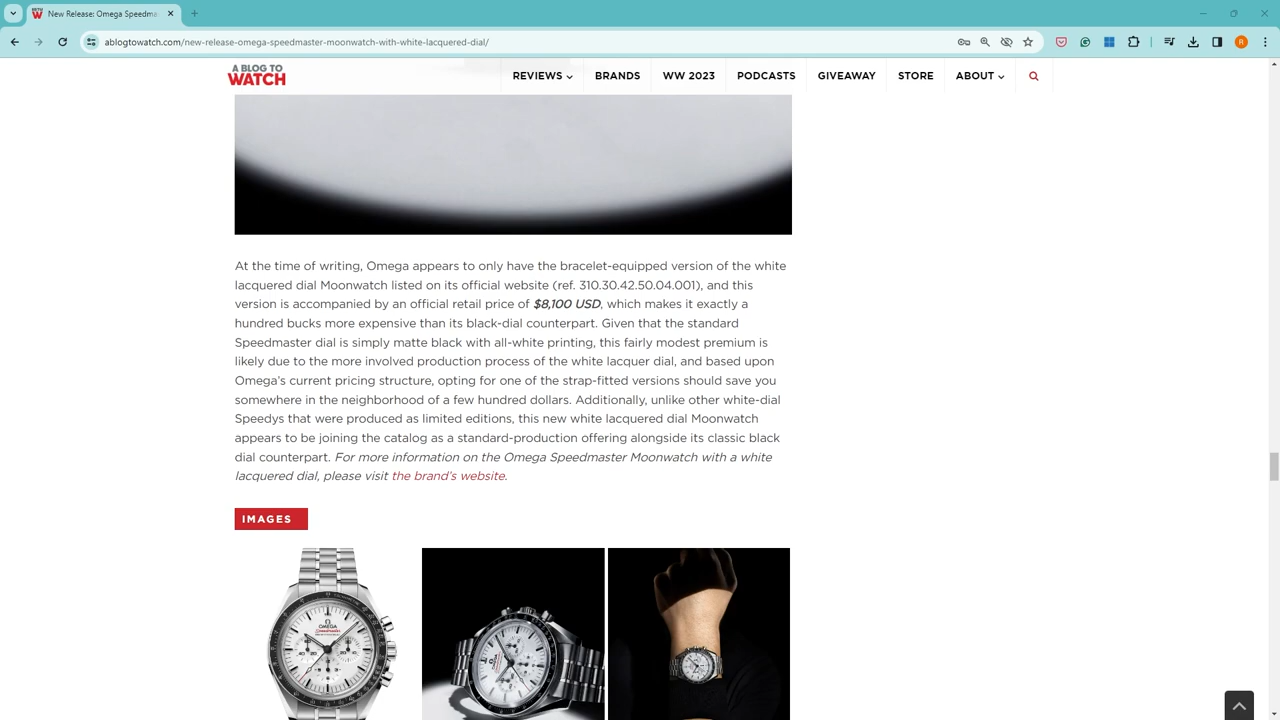 New Release: Omega Speedma
ablogtowatch.com/new-release-omega-speedmaster-moonwatch-with-white-lacquered-dial/
A BLOG TO
WATCH
REVIEWS
BRANDS
WW 2023
PODCASTS
GIVEAWAY
STORE
ABOUT
At the time of writing, Omega appears to only have the bracelet-equipped version of the white
lacquered dial Moonwatch listed on its official website (ref. 310.30.42.50.04.001), and this
version is accompanied by an official retail price of $8,100 USD, which makes it exactly a
hundred bucks more expensive than its black-dial counterpart. Given that the standard
Speedmaster dial is simply matte black with all-white printing, this fairly modest premium is
likely due to the more involved production process of the white lacquer dial, and based upon
Omega's current pricing structure, opting for one of the strap-fitted versions should save you
somewhere in the neighborhood of a few hundred dollars. Additionally, unlike other white-dial
Speedys that were produced as limited editions, this new white lacquered dial Moonwatch
appears to be joining the catalog as a standard-production offering alongside its classic black
dial counterpart. For more information on the Omega Speedmaster Moonwatch with a white
lacquered dial, please visit the brand's website.
IMAGES
OMEGA
Speedmaster